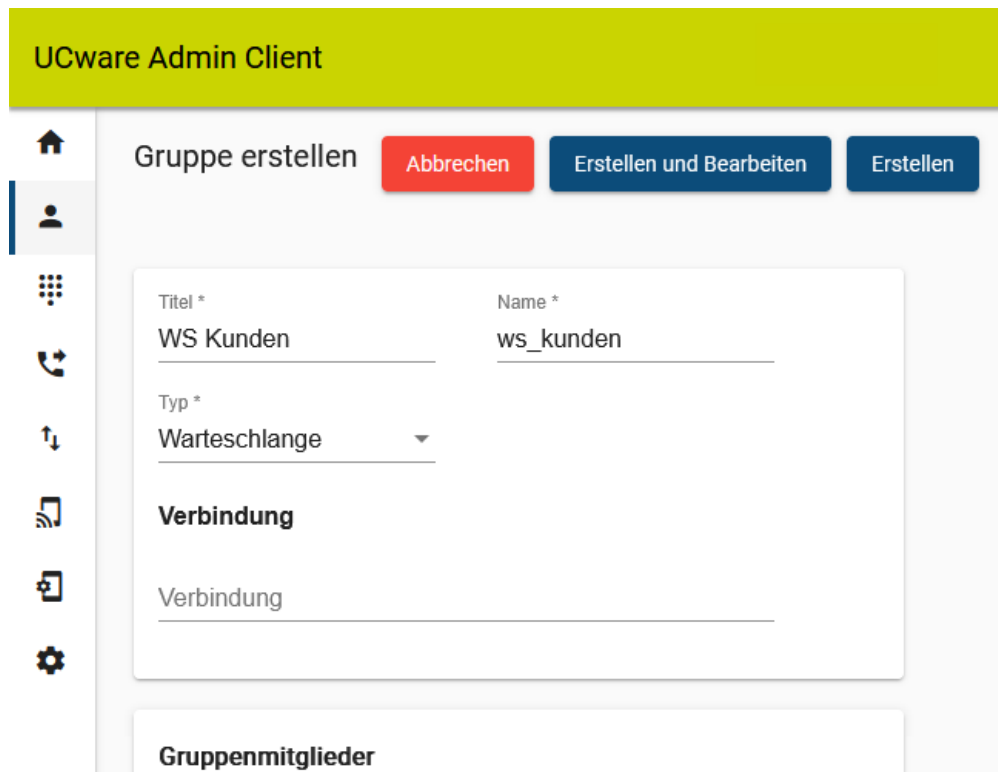 UCware Admin Client
Gruppe erstellen Abbrechen Erstellen und Bearbeiten Erstellen
Titel * Name *
WS Kunden ws_kunden
Typ *
Warteschlange
Verbindung
Verbindung
Gruppenmitglieder